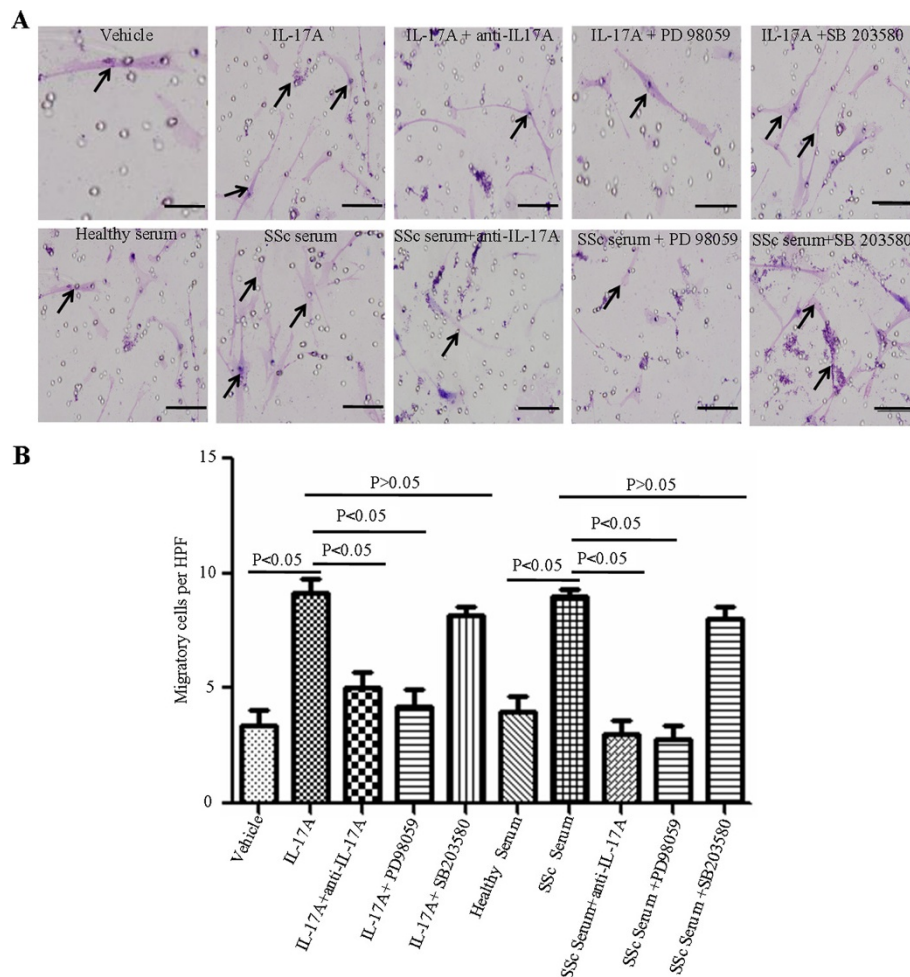 A
Vehicle
IL-17A
IL-17A + anti-IL17A
IL-17A + PD 98059
IL-17A +SB 203580
Healthy serum
SSc serum
SSc serum+anti-IL-17A
SSc serum + PD 98059
SSc serum+SB 203580
B
Migratory cells per HPF
15
10
5
0
P>0.05
P<0.05
P<0.05
P<0.05
P>0.05
P<0.05
P<0.05
P<0.05
Vehicle
IL-17A
IL-17A+anti-IL-17A
IL-17A+ PD98059
IL-17A+ SB203580
Healthy Serum
SSc Serum
SSc Serum+anti-IL-17A
SSc Serum +PD98059
SSc Serum +SB203580